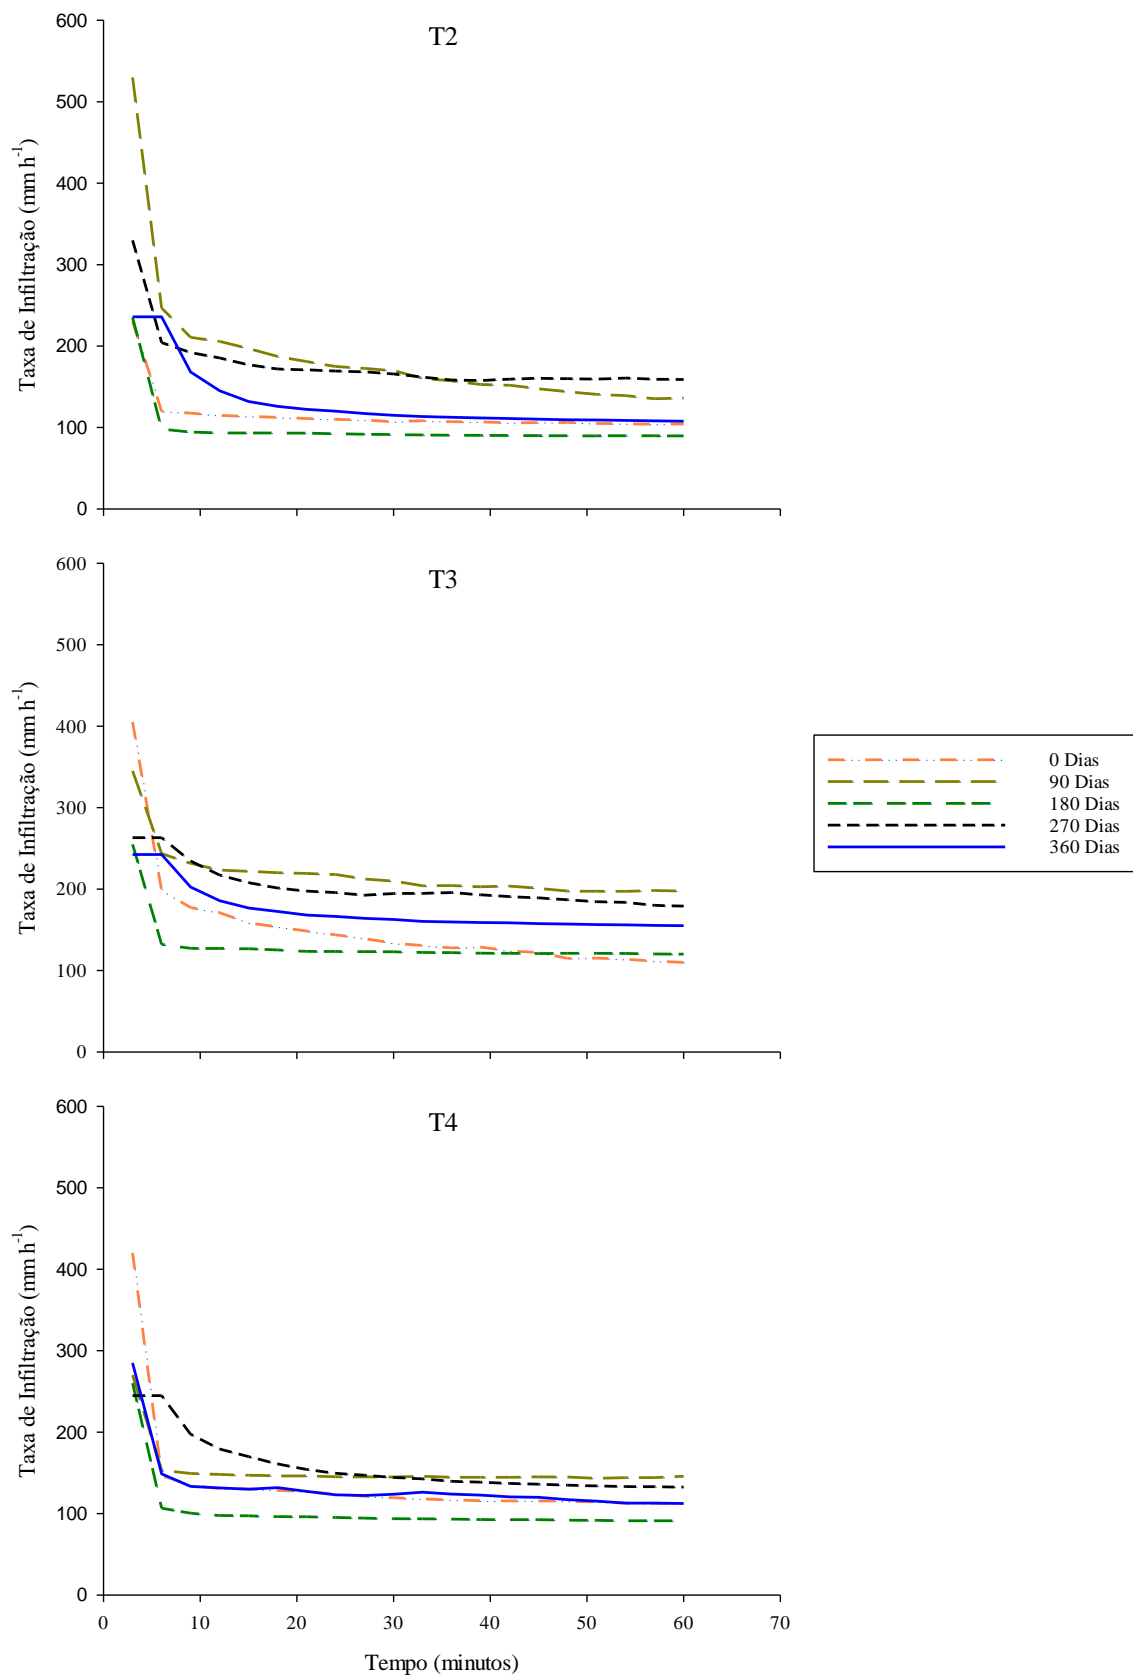 T2
600
500
400
300
200
100
0
Taxa de Infiltração (mm h⁻¹)
T3
600
500
400
300
200
100
0
Taxa de Infiltração (mm h⁻¹)
0 Dias
90 Dias
180 Dias
270 Dias
360 Dias
T4
600
500
400
300
200
100
0
Taxa de Infiltração (mm h⁻¹)
0 10 20 30 40 50 60 70
Tempo (minutos)